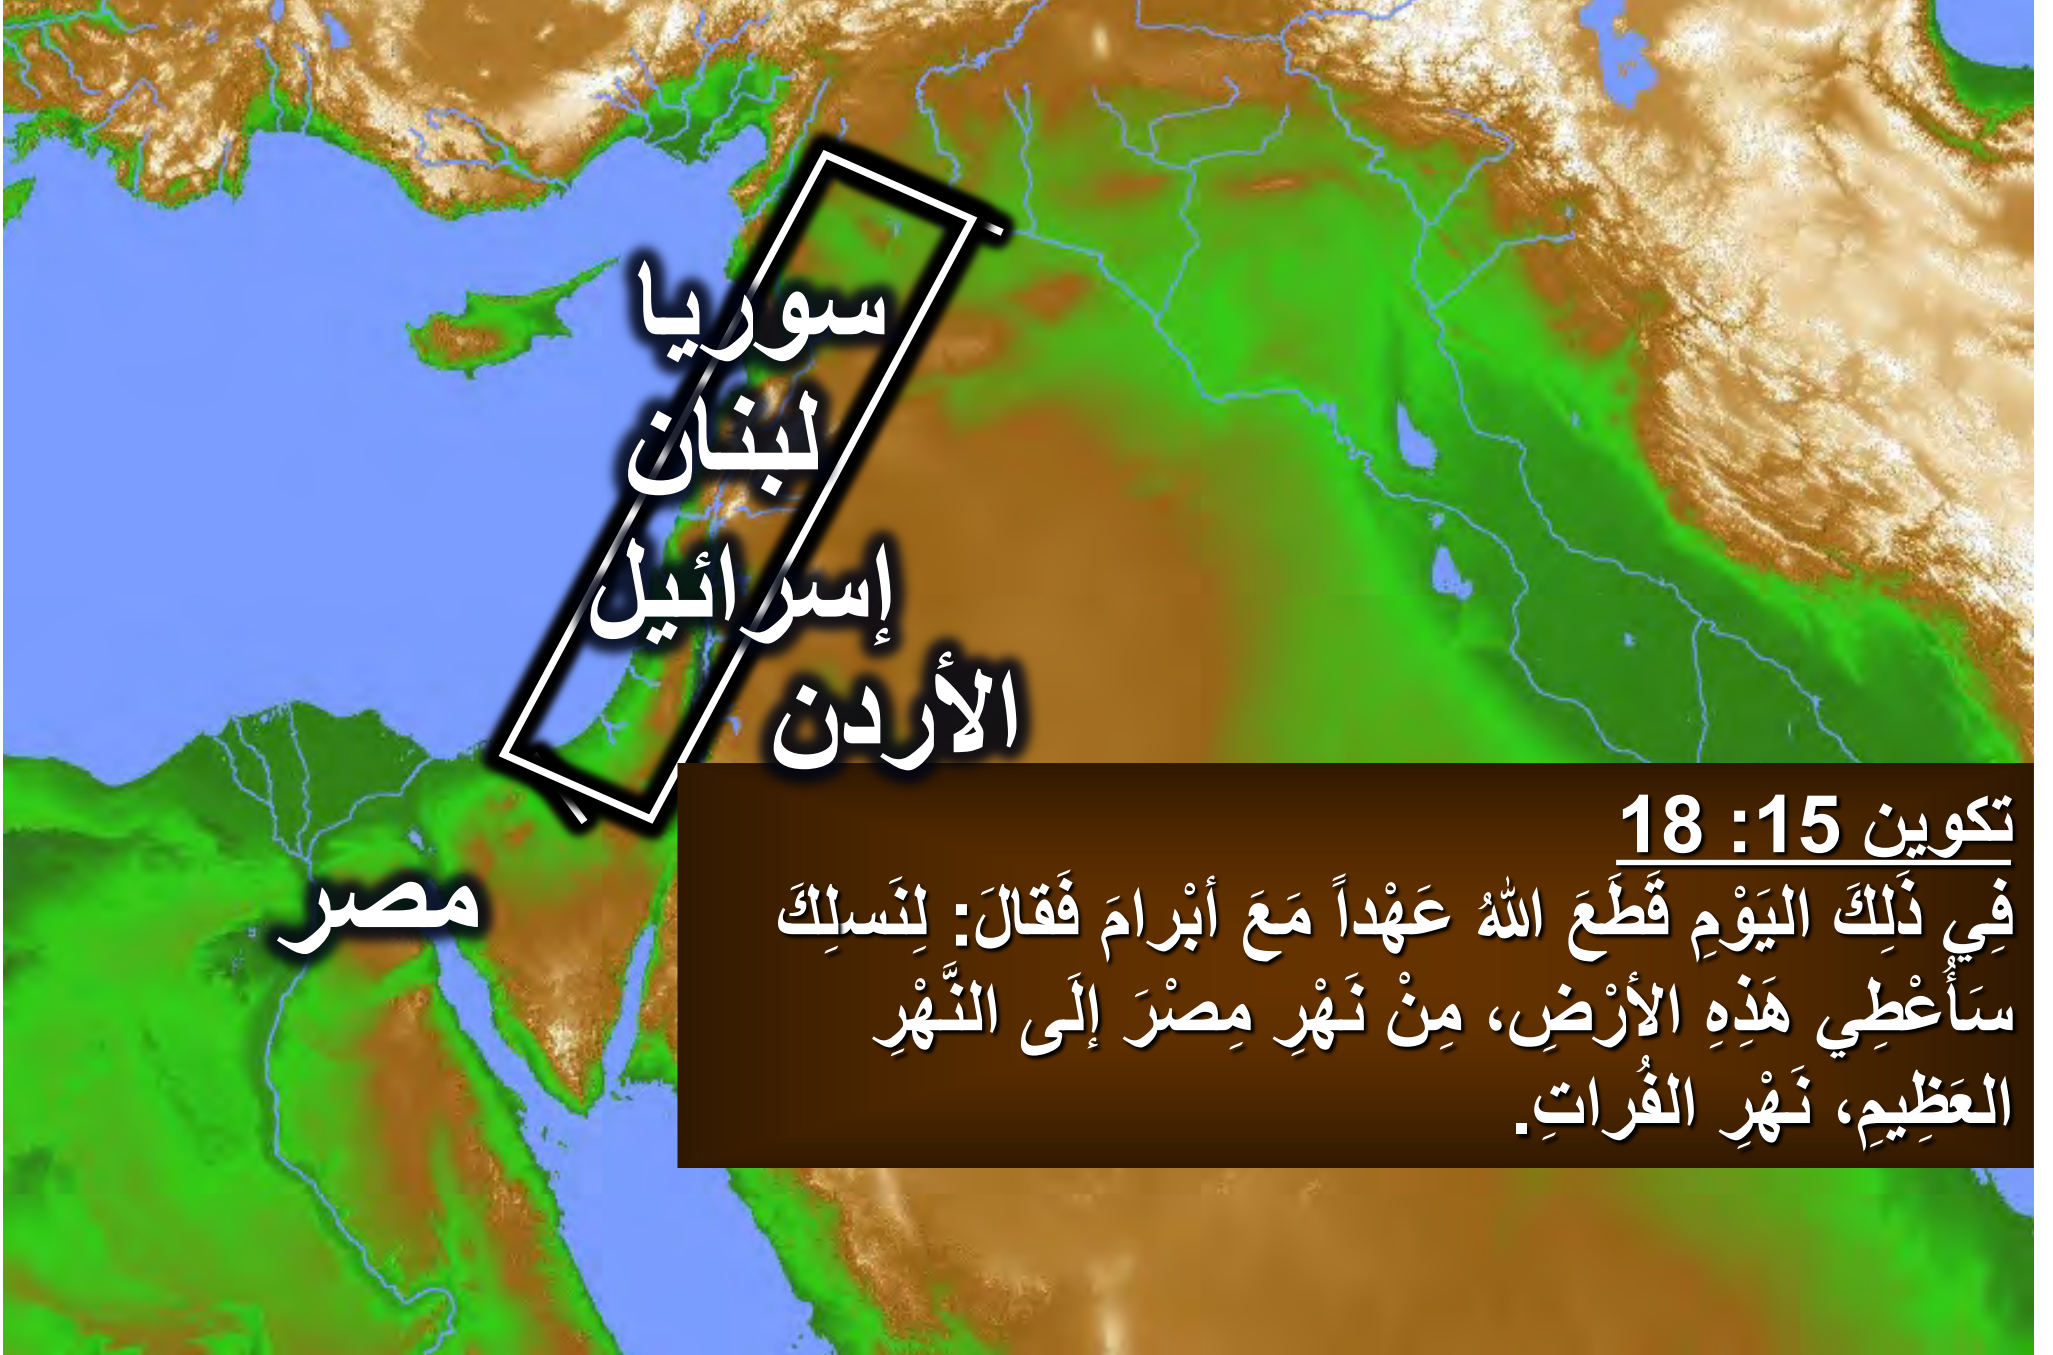 سوريا
لبنان
إسرائيل
الأردن
مصر
تكوين 15: 18
فِي ذَلِكَ اليَوْمِ قَطَعَ اللهُ عَهْداً مَعَ أبْرامَ فَقالَ: لِنَسلِكَ
سَأُعْطِي هَذِهِ الأرْضِ، مِنْ نَهْرِ مِصْرَ إلَى النَّهْرِ
العَظِيمِ، نَهْرِ الفُراتِ.